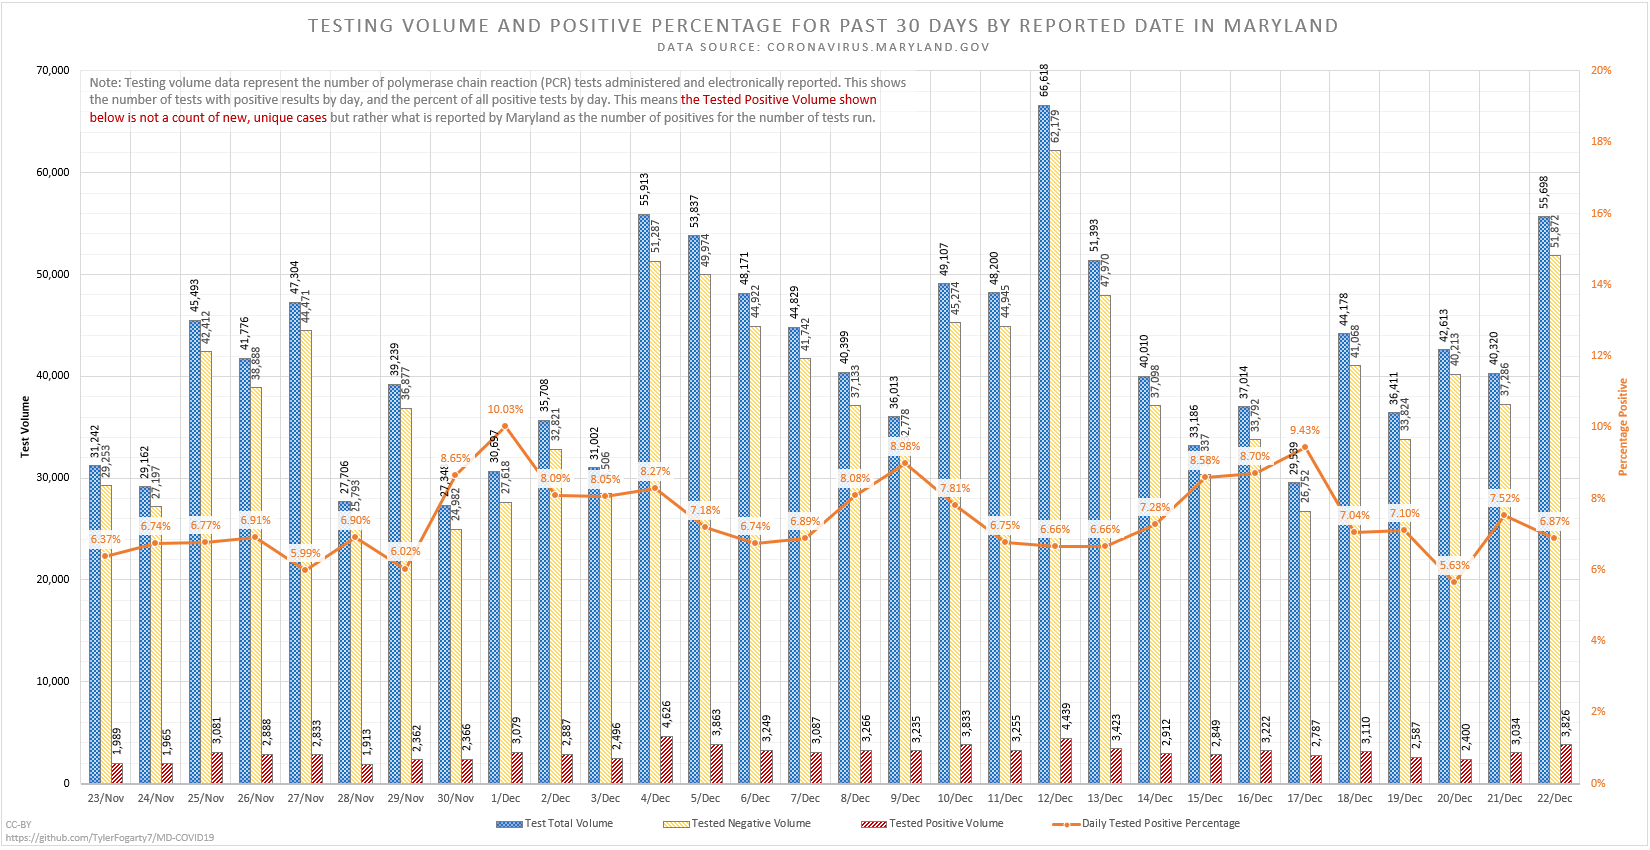 TESTING VOLUME AND POSITIVE PERCENTAGE FOR PAST 30 DAYS BY REPORTED DATE IN MARYLAND
DATA SOURCE: CORONAVIRUS.MARYLAND.GOV
Note: Testing volume data represent the number of polymerase chain reaction (PCR) tests administered and electronically reported. This shows
the number of tests with positive results by day, and the percent of all positive tests by day. This means the Tested Positive Volume shown
below is not a count of new, unique cases but rather what is reported by Maryland as the number of positives for the number of tests run.
Test Volume
70,000
60,000
50,000
40,000
30,000
20,000
10,000
0
20%
18%
16%
14%
12%
10%
8%
6%
4%
2%
0%
Percentage Positive
31,242 29,253 6.37% 1,989
29,162 27,197 6.74% 1,965
45,493 42,412 6.77% 3,081
41,776 38,888 6.91% 2,888
47,304 44,471 5.99% 2,833
27,706 25,793 6.90% 1,913
39,239 36,877 6.02% 2,362
27,348 24,982 8.65% 2,366
30,697 27,618 10.03% 3,079
35,708 32,821 8.09% 2,887
31,002 506 8.05% 2,496
55,913 51,287 8.27% 4,626
53,837 49,974 7.18% 3,863
48,171 44,922 6.74% 3,249
44,829 41,742 6.89% 3,087
40,399 37,133 8.08% 3,266
36,013 2,778 8.98% 3,235
49,107 45,274 7.81% 3,833
48,200 44,945 6.75% 3,255
66,618 62,179 6.66% 4,439
51,393 47,970 6.66% 3,423
40,010 37,098 7.28% 2,912
33,186 337 8.58% 2,849
37,014 33,792 8.70% 3,222
29,539 26,752 9.43% 2,787
44,178 41,068 7.04% 3,110
36,411 33,824 7.10% 2,587
42,613 40,213 5.63% 2,400
40,320 37,286 7.52% 3,034
55,698 51,872 6.87% 3,826
23/Nov 24/Nov 25/Nov 26/Nov 27/Nov 28/Nov 29/Nov 30/Nov 1/Dec 2/Dec 3/Dec 4/Dec 5/Dec 6/Dec 7/Dec 8/Dec 9/Dec 10/Dec 11/Dec 12/Dec 13/Dec 14/Dec 15/Dec 16/Dec 17/Dec 18/Dec 19/Dec 20/Dec 21/Dec 22/Dec
Test Total Volume Tested Negative Volume Tested Positive Volume Daily Tested Positive Percentage
CC-BY
https://github.com/TylerFogarty7/MD-COVID19